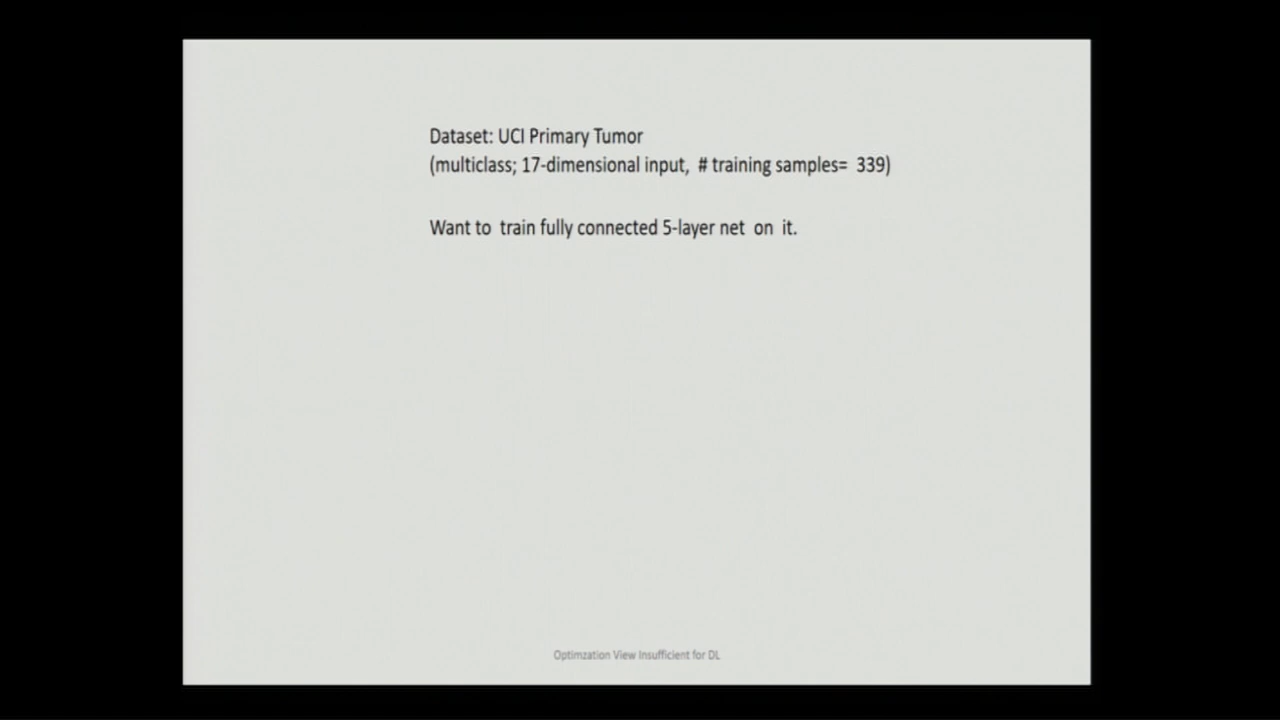 Dataset: UCI Primary Tumor
(multiclass; 17-dimensional input, # training samples= 339)
Want to train fully connected 5-layer net on it.
Optimzation View Insufficient for DL